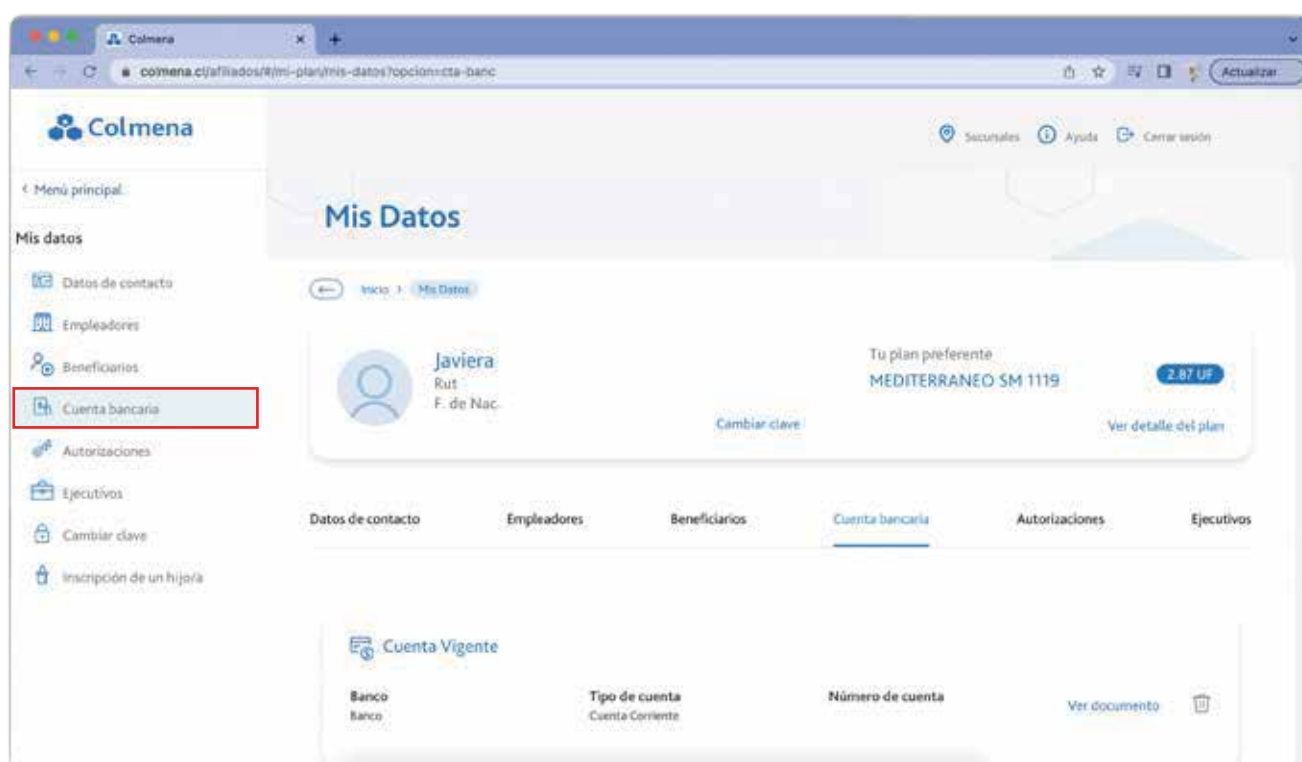 Colmena
colmena.cl/afiliados/#/mi-plan/mis-datos?opcion=cta-banc
Actualizar
Colmena
Sucursales
Ayuda
Cerrar sesión
< Menú principal
Mis datos
Datos de contacto
Empleadores
Beneficiarios
Cuenta bancaria
Autorizaciones
Ejecutivos
Cambiar clave
Inscripción de un hijo/a
Mis Datos
Inicio > Mis Datos
Javiera
Rut
F. de Nac.
Cambiar clave
Tu plan preferente
MEDITERRANEO SM 1119
2.87 UF
Ver detalle del plan
Datos de contacto
Empleadores
Beneficiarios
Cuenta bancaria
Autorizaciones
Ejecutivos
Cuenta Vigente
Banco
Banco
Tipo de cuenta
Cuenta Corriente
Número de cuenta
Ver documento